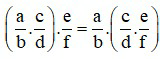 (a/b . c/d) . e/f = a/b . (c/d . e/f)